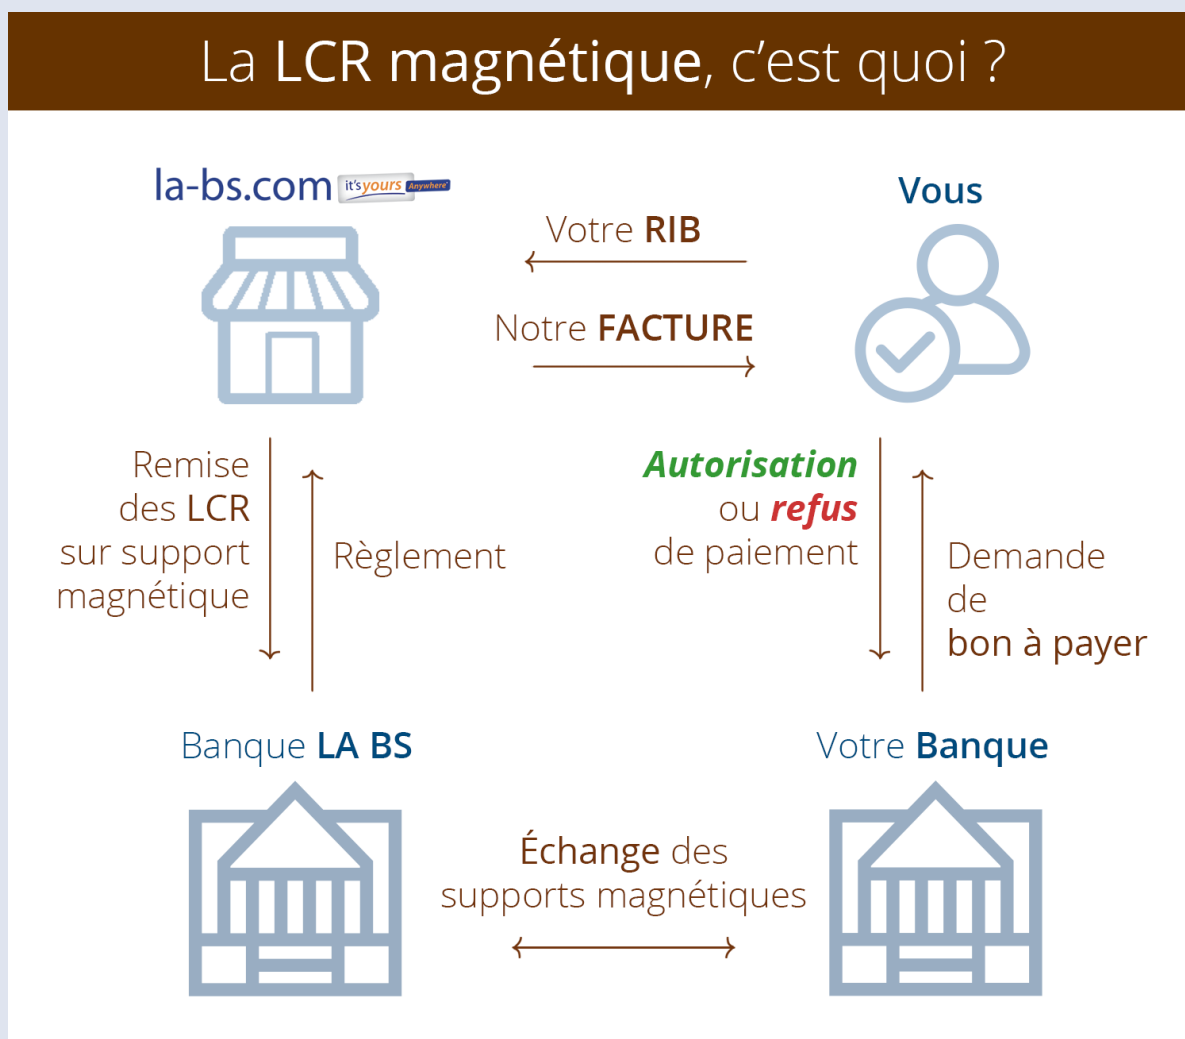 La LCR magnétique, c’est quoi ?
la-bs.com it's yours Anywhere
Vous
Votre RIB
Notre FACTURE
Remise
des LCR
sur support
magnétique
Règlement
Autorisation
ou refus
de paiement
Demande
de
bon à payer
Banque LA BS
Votre Banque
Échange des
supports magnétiques